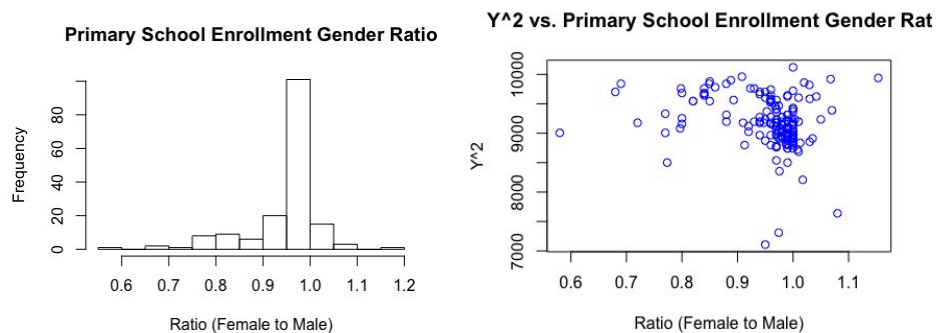 Primary School Enrollment Gender Ratio
Frequency
0 20 40 60 80
0.6 0.7 0.8 0.9 1.0 1.1 1.2
Ratio (Female to Male)
Y^2 vs. Primary School Enrollment Gender Rat
Y^2
7000 8000 9000 10000
0.6 0.7 0.8 0.9 1.0 1.1
Ratio (Female to Male)